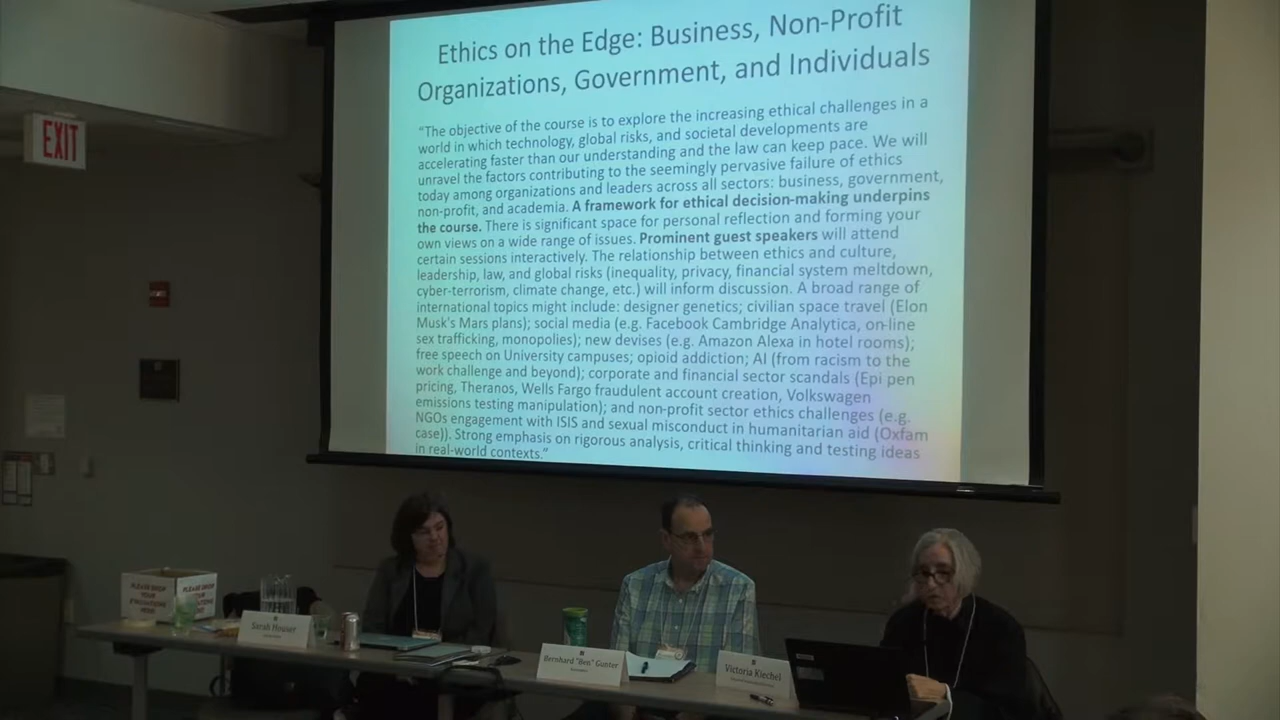 Ethics on the Edge: Business, Non-Profit
Organizations, Government, and Individuals
“The objective of the course is to explore the increasing ethical challenges in a
world in which technology, global risks, and societal developments are
accelerating faster than our understanding and the law can keep pace. We will
unravel the factors contributing to the seemingly pervasive failure of ethics
today among organizations and leaders across all sectors: business, government,
non-profit, and academia. A framework for ethical decision-making underpins
the course. There is significant space for personal reflection and forming your
own views on a wide range of issues. Prominent guest speakers will attend
certain sessions interactively. The relationship between ethics and culture,
leadership, law, and global risks (inequality, privacy, financial system meltdown,
cyber-terrorism, climate change, etc.) will inform discussion. A broad range of
international topics might include: designer genetics; civilian space travel (Elon
Musk's Mars plans); social media (e.g. Facebook Cambridge Analytica, on-line
sex trafficking, monopolies); new devises (e.g. Amazon Alexa in hotel rooms);
free speech on University campuses; opioid addiction; AI (from racism to the
work challenge and beyond); corporate and financial sector scandals (Epi pen
pricing, Theranos, Wells Fargo fraudulent account creation, Volkswagen
emissions testing manipulation); and non-profit sector ethics challenges (e.g.
NGOs engagement with ISIS and sexual misconduct in humanitarian aid (Oxfam
case)). Strong emphasis on rigorous analysis, critical thinking and testing ideas
in real-world contexts.”
EXIT
PLEASE DROP
YOUR
EVALUATIONS
HERE
PLEASE DROP
Sarah Houser
Bernhard "Ben" Gunter
Victoria Kiechel